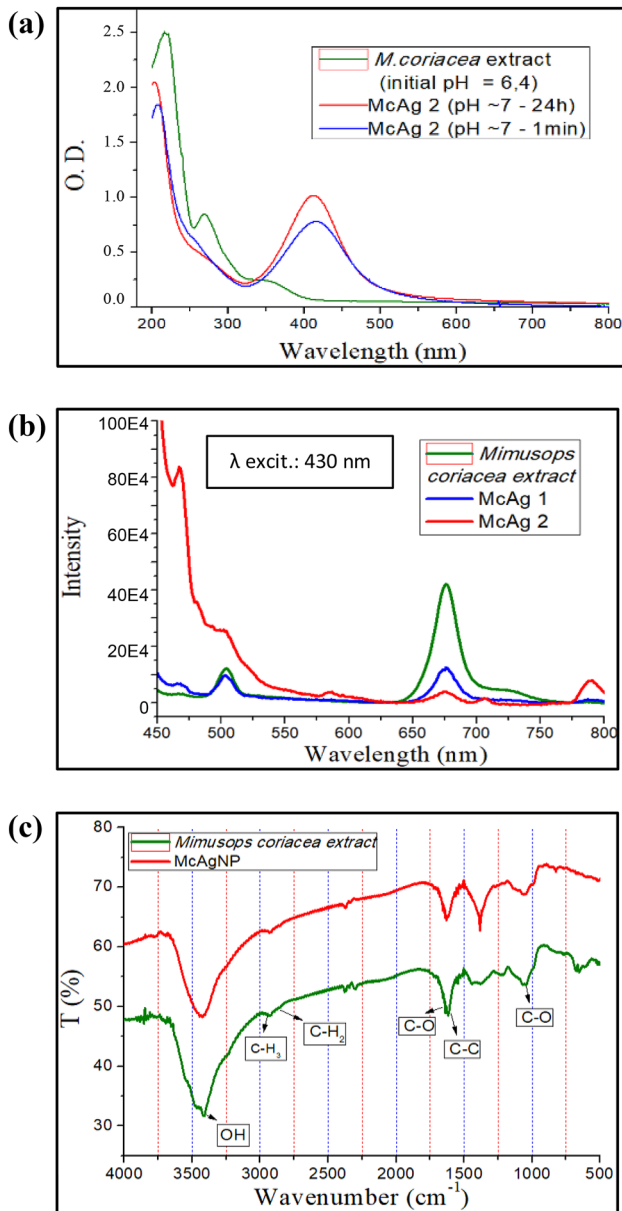 (a)
2.5
2.0
1.5
1.0
0.5
0.0
O. D.
M.coriacea extract
(initial pH = 6,4)
McAg 2 (pH ~7 - 24h)
McAg 2 (pH ~7 - 1min)
200 300 400 500 600 700 800
Wavelength (nm)
(b)
100E4
80E4
60E4
40E4
20E4
0
Intensity
λ excit.: 430 nm
Mimusops
coriacea extract
McAg 1
McAg 2
450 500 550 600 650 700 750 800
Wavelength (nm)
(c)
80
70
60
50
40
30
T (%)
Mimusops coriacea extract
McAgNP
C-H3
C-H2
C-O
C-C
C-O
OH
4000 3500 3000 2500 2000 1500 1000 500
Wavenumber (cm-1)